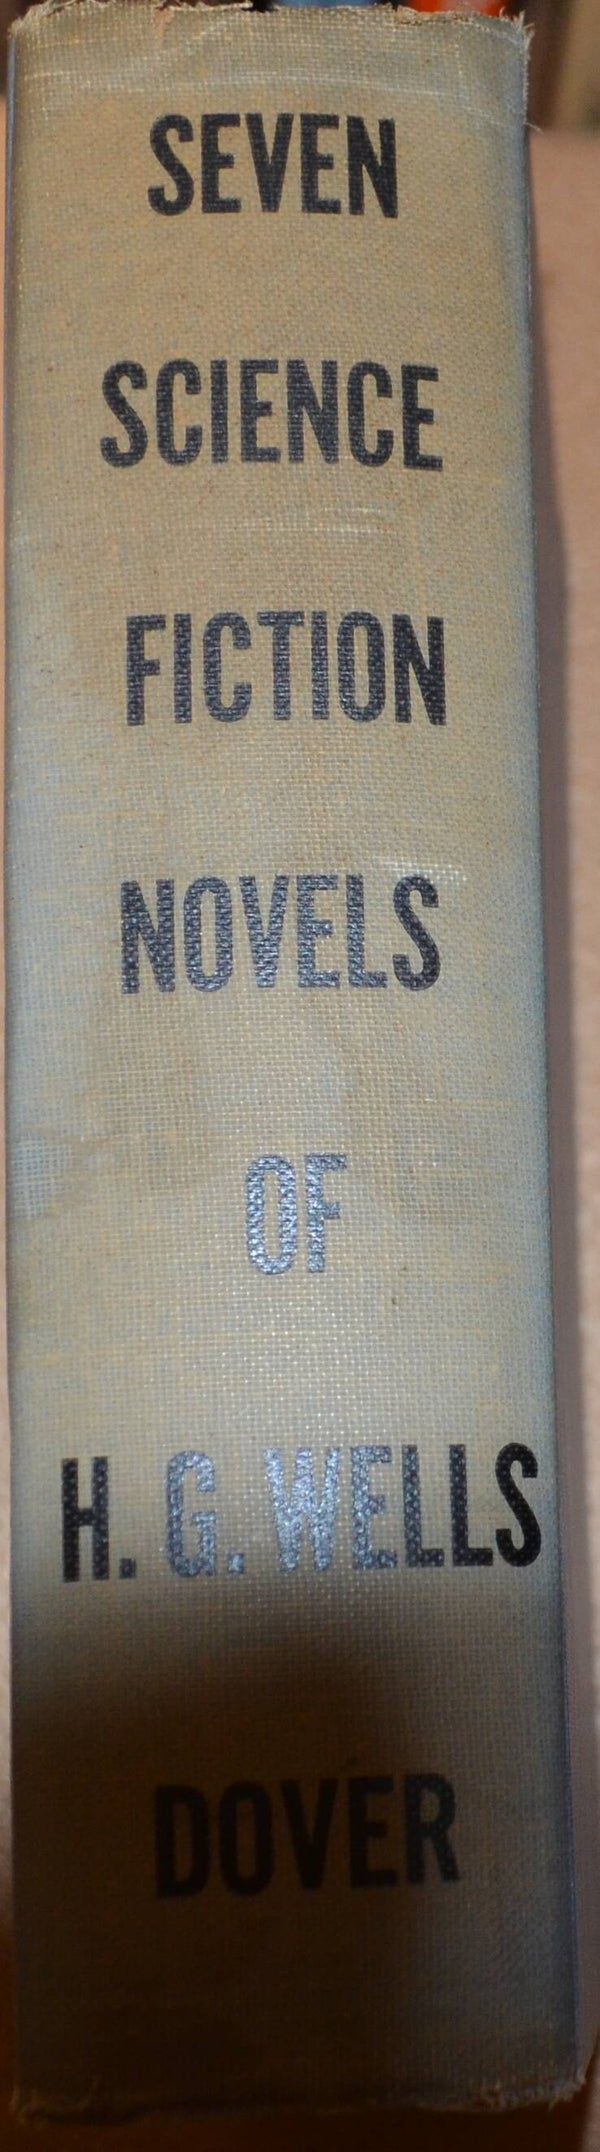 SEVEN
SCIENCE
FICTION
NOVELS
OF
H. G. WELLS
DOVER